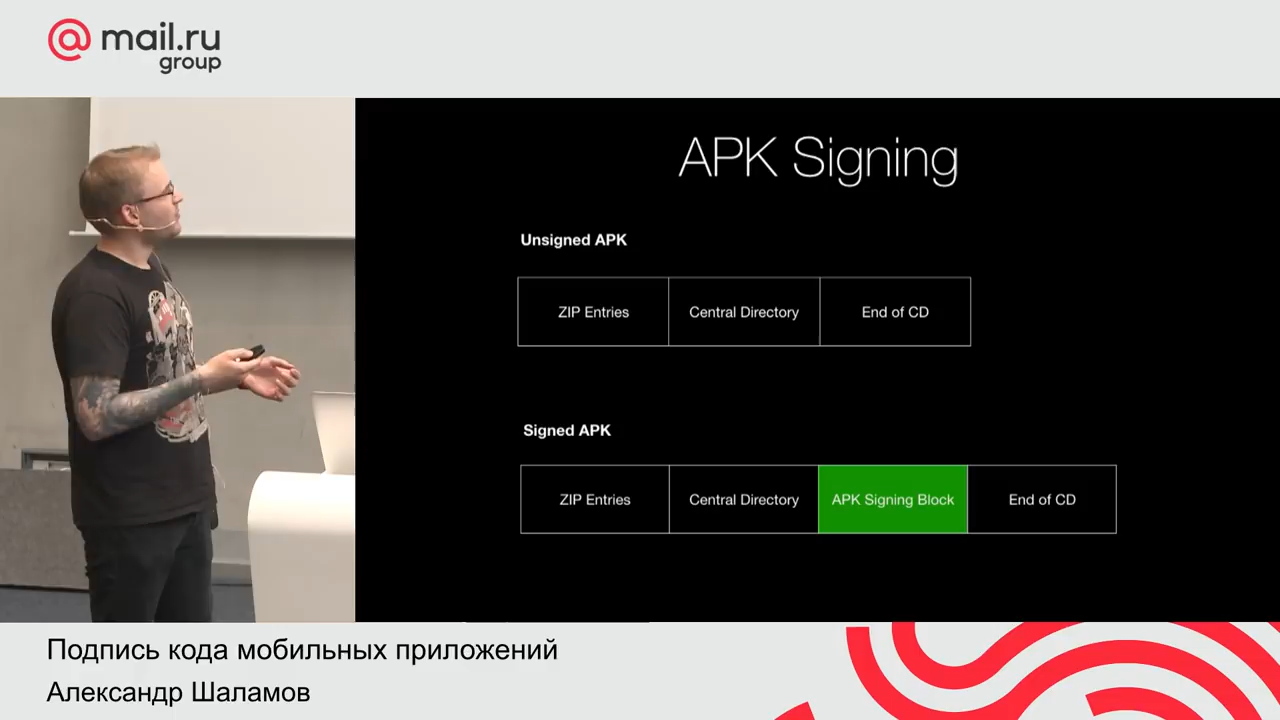 @ mail.ru
group
APK Signing
Unsigned APK
ZIP Entries
Central Directory
End of CD
Signed APK
ZIP Entries
Central Directory
APK Signing Block
End of CD
Подпись кода мобильных приложений
Александр Шаламов